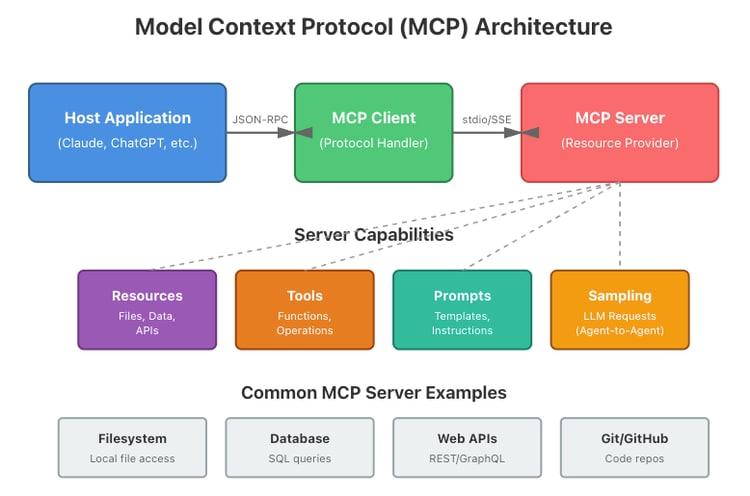 Model Context Protocol (MCP) Architecture
Host Application
(Claude, ChatGPT, etc.)
JSON-RPC
MCP Client
(Protocol Handler)
stdio/SSE
MCP Server
(Resource Provider)
Server Capabilities
Resources
Files, Data,
APIs
Tools
Functions,
Operations
Prompts
Templates,
Instructions
Sampling
LLM Requests
(Agent-to-Agent)
Common MCP Server Examples
Filesystem
Local file access
Database
SQL queries
Web APIs
REST/GraphQL
Git/GitHub
Code repos